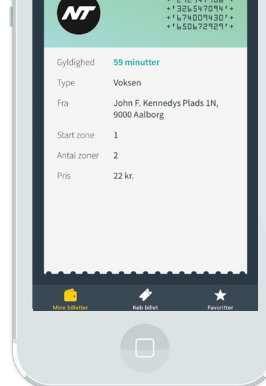 NT
+'326547094'+
+'674009430'+
+'650672929'+
Gyldighed 59 minutter
Type Voksen
Fra John F. Kennedys Plads 1N,
9000 Aalborg
Start zone 1
Antal zoner 2
Pris 22 kr.
Mine billetter Køb billet Favoritter